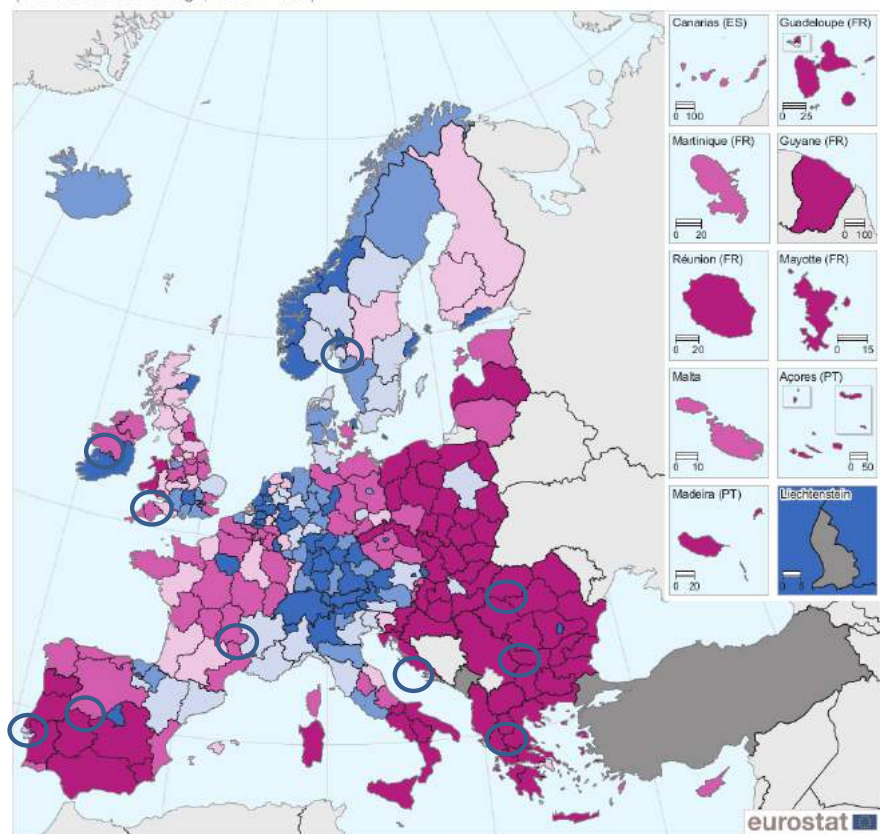 Canarias (ES)
0 100
Guadeloupe (FR)
0 25
Martinique (FR)
0 20
Guyane (FR)
0 100
Réunion (FR)
0 20
Mayotte (FR)
0 15
Malta
0 10
Açores (PT)
0 50
Madeira (PT)
0 20
Liechtenstein
0 5
eurostat